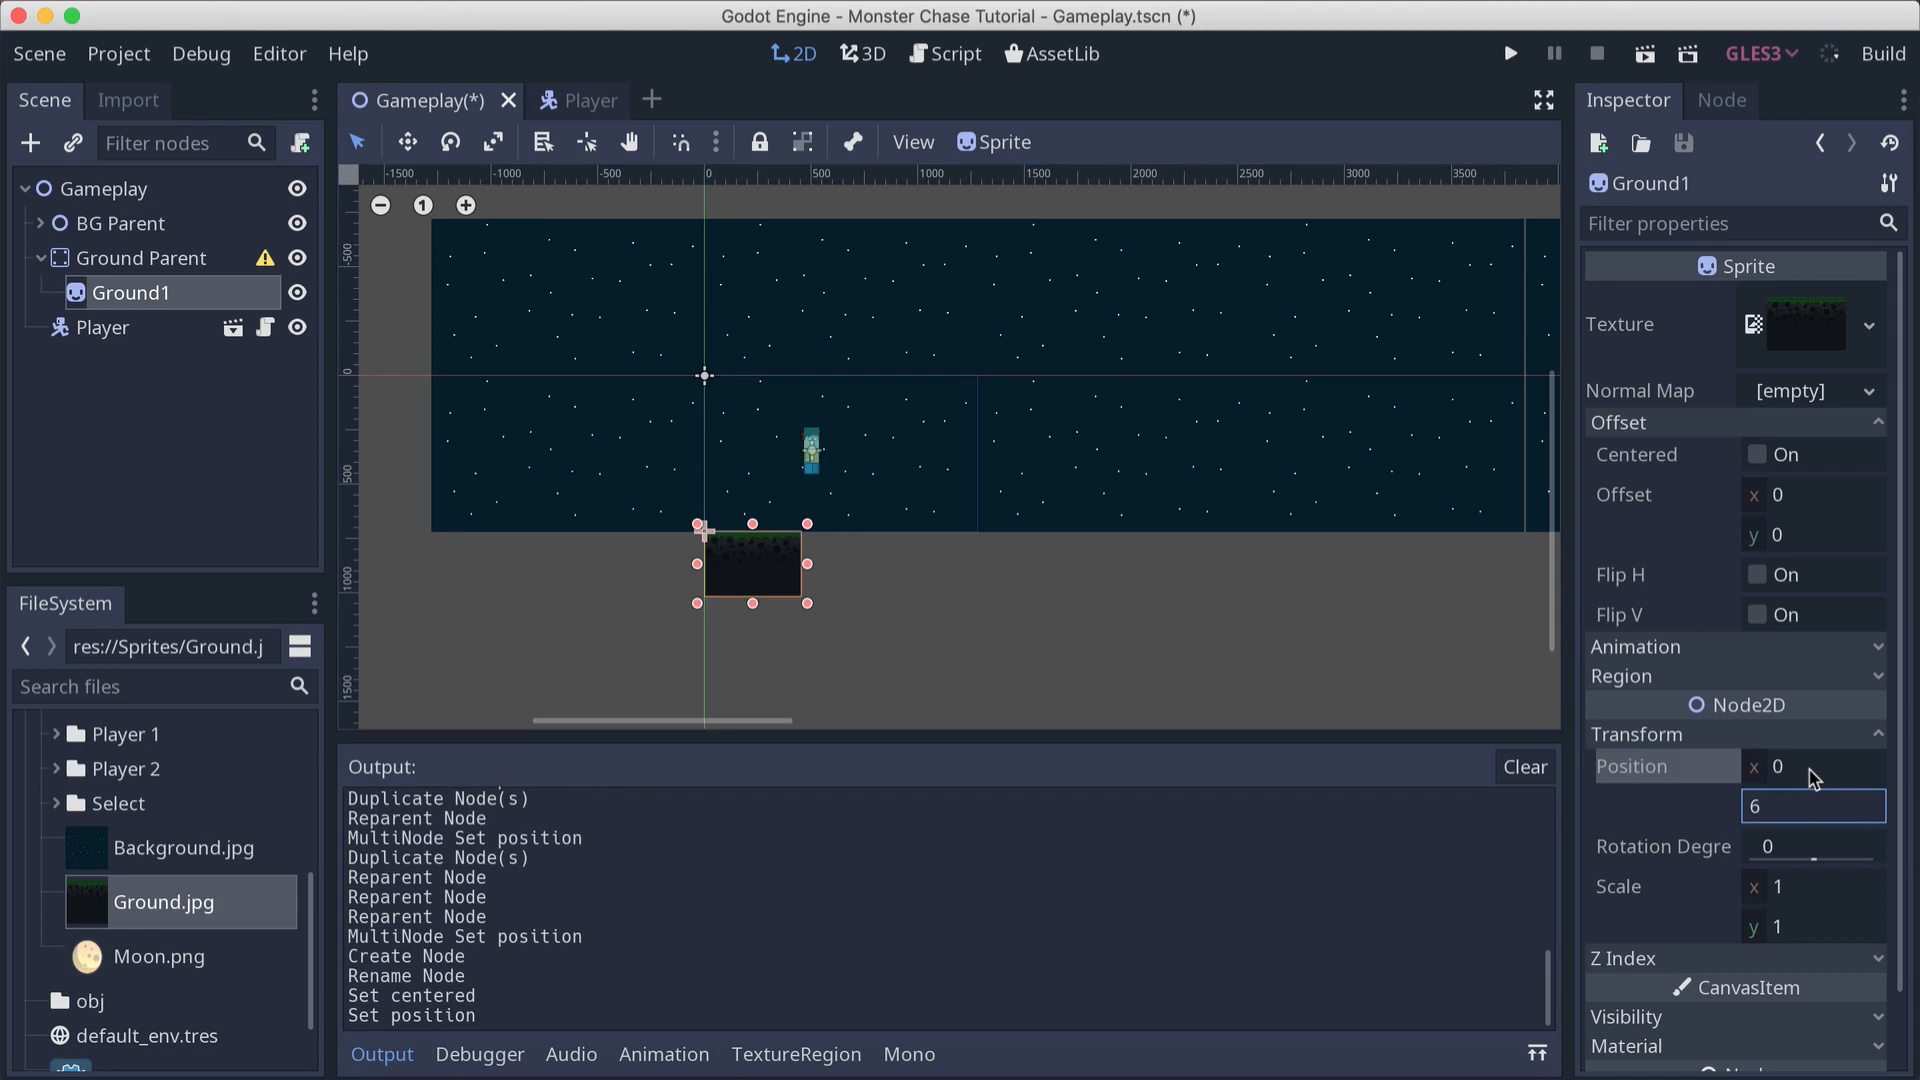 Godot Engine - Monster Chase Tutorial - Gameplay.tscn (*)
Scene Project Debug Editor Help
2D 3D Script AssetLib
GLES3 Build
Scene Import
Filter nodes
Gameplay
BG Parent
Ground Parent
Ground1
Player
FileSystem
res://Sprites/Ground.j
Search files
Player 1
Player 2
Select
Background.jpg
Ground.jpg
Moon.png
obj
default_env.tres
Gameplay(*) Player
View Sprite
-1500 -1000 -500 0 500 1000 1500 2000 2500 3000 3500
-500
0
500
1000
1500
1
Output: Clear
Duplicate Node(s)
Reparent Node
MultiNode Set position
Duplicate Node(s)
Reparent Node
Reparent Node
Reparent Node
MultiNode Set position
Create Node
Rename Node
Set centered
Set position
Output Debugger Audio Animation TextureRegion Mono
Inspector Node
Ground1
Filter properties
Sprite
Texture
Normal Map [empty]
Offset
Centered On
Offset x 0
y 0
Flip H On
Flip V On
Animation
Region
Node2D
Transform
Position x 0
6
Rotation Degre 0
Scale x 1
y 1
Z Index
CanvasItem
Visibility
Material